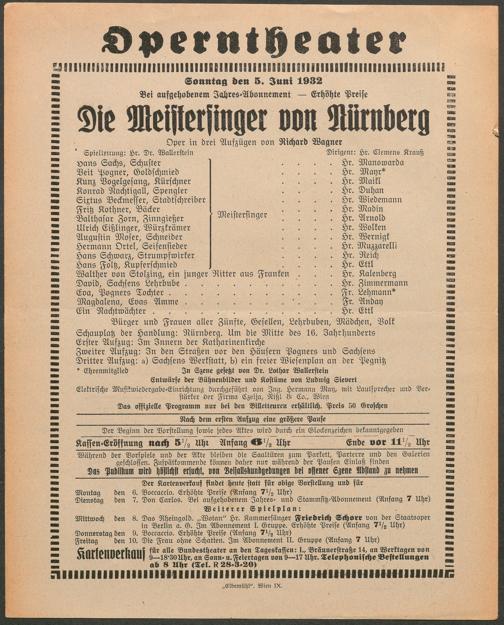 Operntheater
Sonntag den 5. Juni 1932
Bei aufgehobenem Jahres-Abonnement — Erhöhte Preise
Die Meistersinger von Nürnberg
Oper in drei Aufzügen von Richard Wagner
Spielleitung: Hr. Dr. Wallerstein Dirigent: Hr. Clemens Krauß
Hans Sachs, Schuster Hr. Manowarda
Veit Pogner, Goldschmied Hr. Mayr*
Kunz Vogelgesang, Kürschner Hr. Maikl
Konrad Nachtigall, Spengler Hr. Duhan
Sixtus Beckmesser, Stadtschreiber Hr. Wiedemann
Fritz Kothner, Bäcker Hr. Madin
Balthasar Zorn, Zinngießer Meistersinger Hr. Arnold
Ulrich Eißlinger, Würzkrämer Hr. Wolken
Augustin Moser, Schneider Hr. Wernigk
Hermann Ortel, Seifensieder Hr. Muzzarelli
Hans Schwarz, Strumpfwirker Hr. Reich
Hans Foltz, Kupferschmied Hr. Ettl
Walther von Stolzing, ein junger Ritter aus Franken Hr. Kalenberg
David, Sachsens Lehrbube Hr. Zimmermann
Eva, Pogners Tochter Fr. Lehmann*
Magdalena, Evas Amme Fr. Anday
Ein Nachtwächter Hr. Ettl
Bürger und Frauen aller Zünfte, Gesellen, Lehrbuben, Mädchen, Volk
Schauplatz der Handlung: Nürnberg. Um die Mitte des 16. Jahrhunderts
Erster Aufzug: Im Innern der Katharinenkirche
Zweiter Aufzug: In den Straßen vor den Häusern Pogners und Sachsens
Dritter Aufzug: a) Sachsens Werkstatt, b) ein freier Wiesenplan an der Pegnitz
* Ehrenmitglied In Szene gesetzt von Dr. Lothar Wallerstein
Entwürfe der Bühnenbilder und Kostüme von Ludwig Sievert
Elektrische Musikwiedergabe-Einrichtung durchgeführt von Ing. Hermann May, mit Lautsprecher und Ver-
stärker der Firma Czeija, Nißl & Co., Wien
Das offizielle Programm nur bei den Billetteuren erhältlich. Preis 50 Groschen
Nach dem ersten Aufzug eine größere Pause
Der Beginn der Vorstellung sowie jedes Aktes wird durch ein Glockenzeichen bekanntgegeben
Kassen-Eröffnung nach 5½ Uhr Anfang 6½ Uhr Ende vor 11½ Uhr
Während der Vorspiele und der Akte bleiben die Saaltüren zum Parkett, Parterre und den Galerien
geschlossen. Zuspätkommende können daher nur während der Pausen Einlaß finden
Das Publikum wird höflichst ersucht, von Beifallskundgebungen bei offener Szene Abstand zu nehmen
Der Kartenverkauf findet heute statt für obige Vorstellung und für
Montag den 6. Boccaccio. Erhöhte Preise (Anfang 7½ Uhr)
Dienstag den 7. Don Carlos. Bei aufgehobenem Jahres- und Stammsitz-Abonnement (Anfang 7 Uhr)
Weiterer Spielplan:
Mittwoch den 8. Das Rheingold. „Wotan“ Hr. Kammersänger Friedrich Schorr von der Staatsoper
in Berlin a. G. Im Abonnement I. Gruppe. Erhöhte Preise (Anfang 7½ Uhr)
Donnerstag den 9. Boccaccio. Erhöhte Preise (Anfang 7½ Uhr)
Freitag den 10. Die Frau ohne Schatten. Im Abonnement II. Gruppe (Anfang 7 Uhr)
Kartenverkauf für alle Bundestheater an den Tageskassen: I., Bräunerstraße 14, an Werktagen von
9—18³⁰ Uhr, an Sonn- u. Feiertagen von 9—17 Uhr. Telephonische Bestellungen
ab 8 Uhr (Tel. R 28-3-20)
„Elbemühl“, Wien IX.